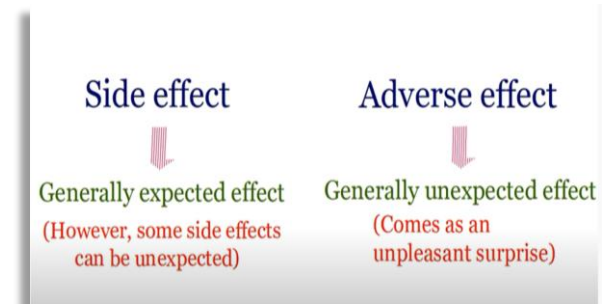 Side effect
Generally expected effect
(However, some side effects
can be unexpected)
Adverse effect
Generally unexpected effect
(Comes as an
unpleasant surprise)